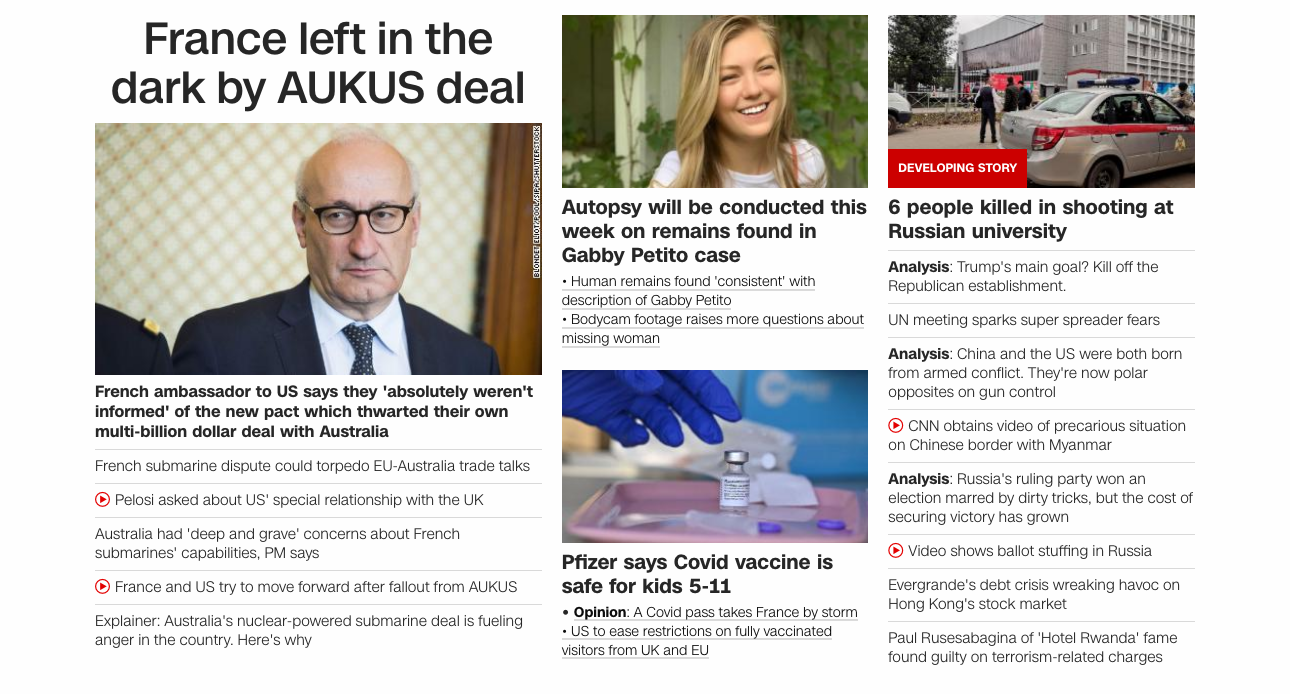 France left in the
dark by AUKUS deal
BLONDET ELIOT/POOL/SIPA/SHUTTERSTOCK
French ambassador to US says they 'absolutely weren't
informed' of the new pact which thwarted their own
multi-billion dollar deal with Australia
French submarine dispute could torpedo EU-Australia trade talks
Pelosi asked about US' special relationship with the UK
Australia had 'deep and grave' concerns about French
submarines' capabilities, PM says
France and US try to move forward after fallout from AUKUS
Explainer: Australia's nuclear-powered submarine deal is fueling
anger in the country. Here's why
Autopsy will be conducted this
week on remains found in
Gabby Petito case
• Human remains found 'consistent' with
description of Gabby Petito
• Bodycam footage raises more questions about
missing woman
Pfizer says Covid vaccine is
safe for kids 5-11
• Opinion: A Covid pass takes France by storm
• US to ease restrictions on fully vaccinated
visitors from UK and EU
DEVELOPING STORY
6 people killed in shooting at
Russian university
Analysis: Trump's main goal? Kill off the
Republican establishment.
UN meeting sparks super spreader fears
Analysis: China and the US were both born
from armed conflict. They're now polar
opposites on gun control
CNN obtains video of precarious situation
on Chinese border with Myanmar
Analysis: Russia's ruling party won an
election marred by dirty tricks, but the cost of
securing victory has grown
Video shows ballot stuffing in Russia
Evergrande's debt crisis wreaking havoc on
Hong Kong's stock market
Paul Rusesabagina of 'Hotel Rwanda' fame
found guilty on terrorism-related charges